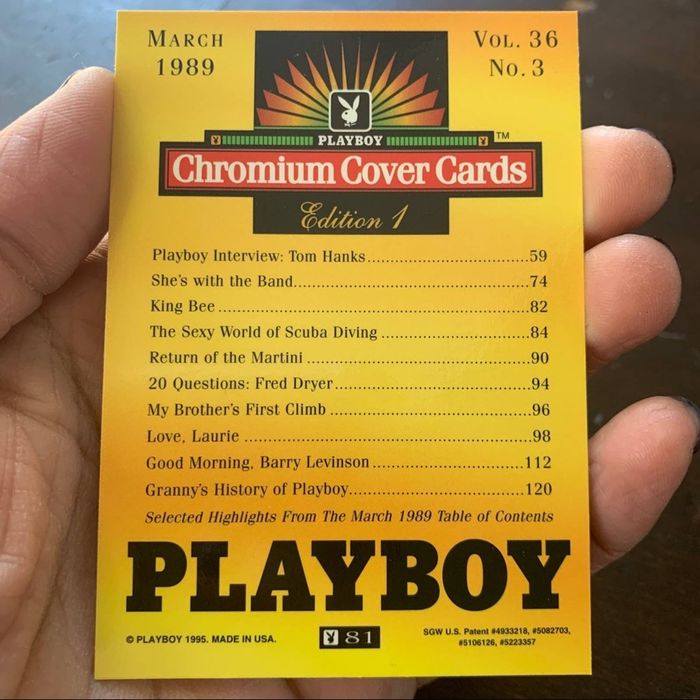 MARCH 1989
VOL. 36 No. 3
PLAYBOY
Chromium Cover Cards™
Edition 1
Playboy Interview: Tom Hanks..............................59
She's with the Band..............................74
King Bee..............................82
The Sexy World of Scuba Diving..............................84
Return of the Martini..............................90
20 Questions: Fred Dryer..............................94
My Brother's First Climb..............................96
Love, Laurie..............................98
Good Morning, Barry Levinson..............................112
Granny's History of Playboy..............................120
Selected Highlights From The March 1989 Table of Contents
PLAYBOY
© PLAYBOY 1995. MADE IN USA.
81
SGW U.S. Patent #4933218, #5082703,
#5106126, #5223357